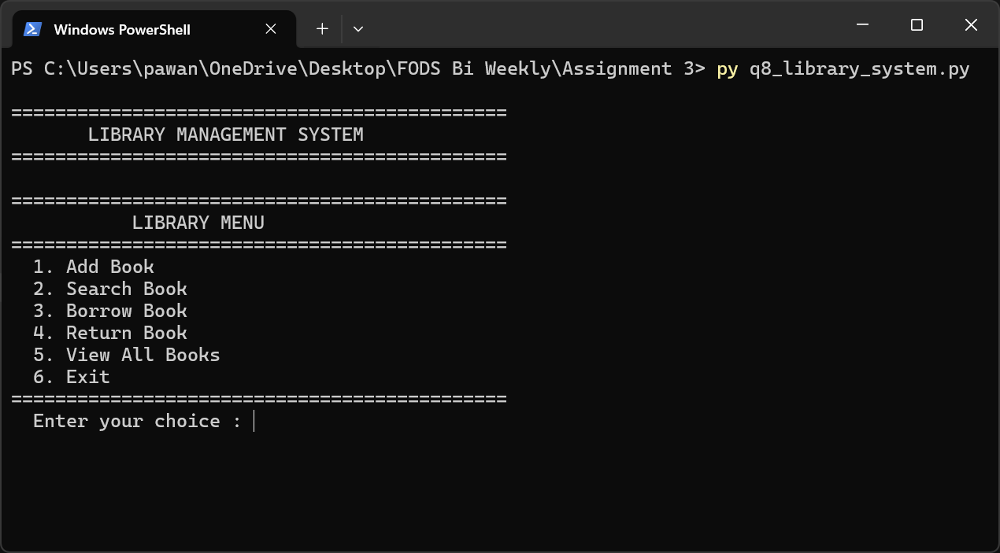 Windows PowerShell
PS C:\Users\pawan\OneDrive\Desktop\FODS Bi Weekly\Assignment 3> py q8_library_system.py
=============================================
LIBRARY MANAGEMENT SYSTEM
=============================================
=============================================
LIBRARY MENU
=============================================
1. Add Book
2. Search Book
3. Borrow Book
4. Return Book
5. View All Books
6. Exit
=============================================
Enter your choice :